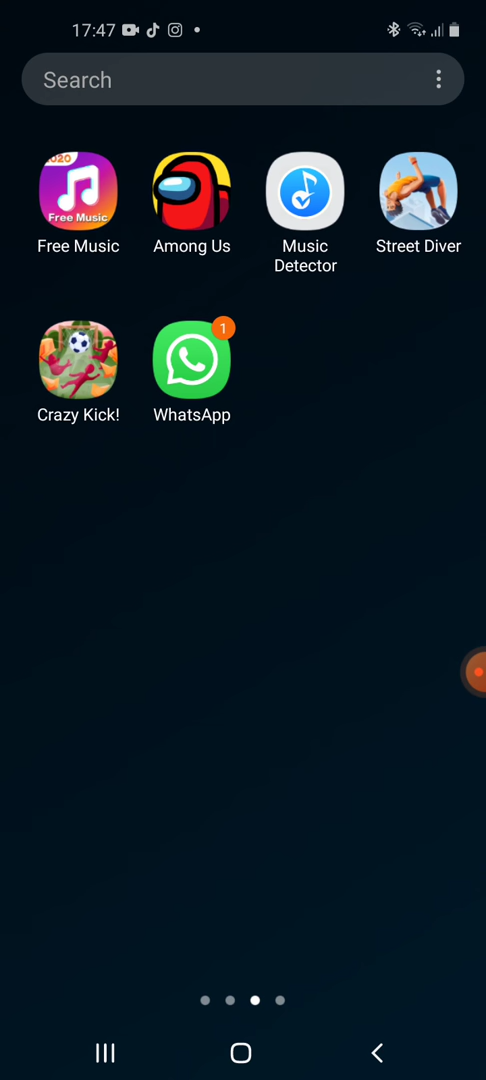 17:47
Search
2020
Free Music
Free Music
Among Us
Music
Detector
Street Diver
1
Crazy Kick!
WhatsApp